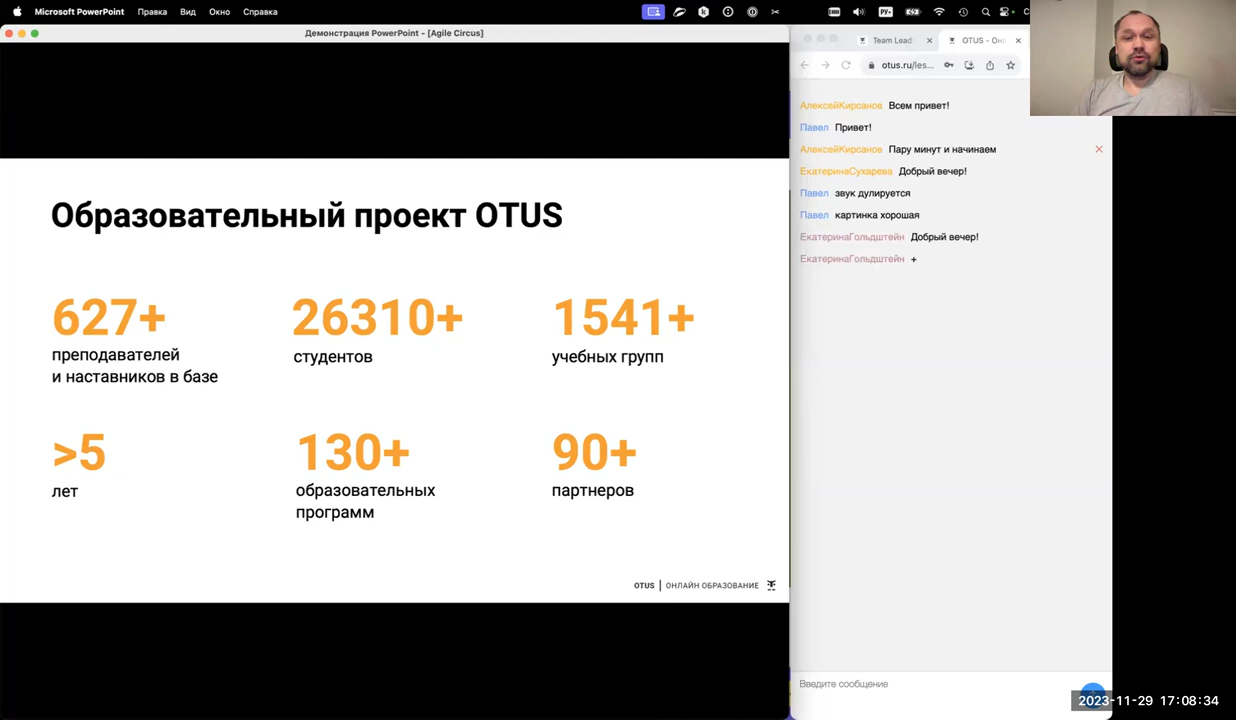 Microsoft PowerPoint Правка Вид Окно Справка
Демонстрация PowerPoint - [Agile Circus]
Образовательный проект OTUS
627+
преподавателей
и наставников в базе
26310+
студентов
1541+
учебных групп
>5
лет
130+
образовательных
программ
90+
партнеров
OTUS | ОНЛАЙН ОБРАЗОВАНИЕ
Team Lead:
OTUS - Он
otus.ru/les...
АлексейКирсанов Всем привет!
Павел Привет!
АлексейКирсанов Пару минут и начинаем
ЕкатеринаСухарева Добрый вечер!
Павел звук дулируется
Павел картинка хорошая
ЕкатеринаГольдштейн Добрый вечер!
ЕкатеринаГольдштейн +
Введите сообщение
2023-11-29 17:08:34